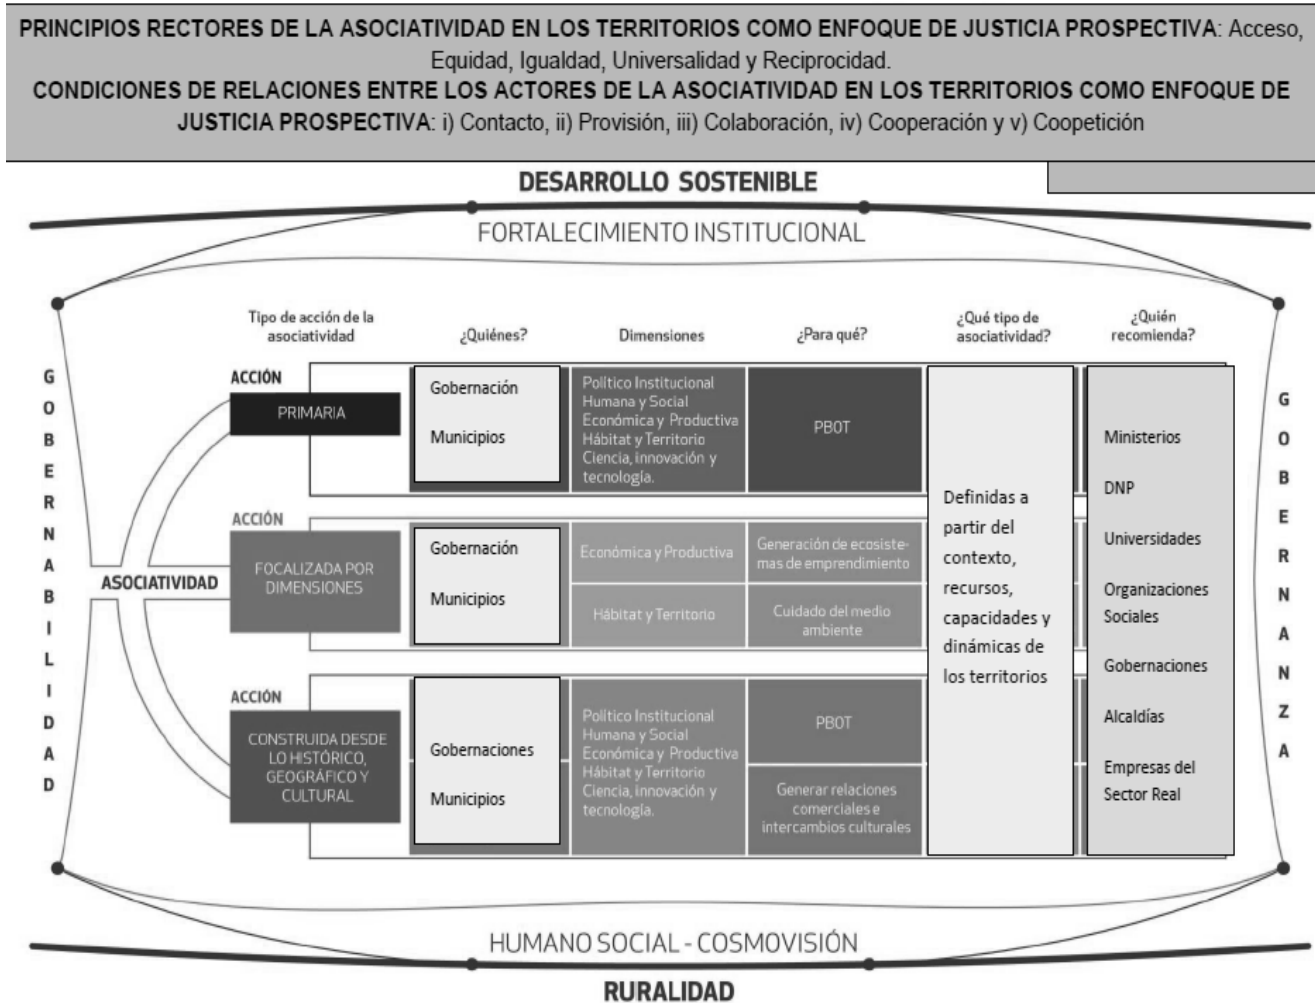 PRINCIPIOS RECTORES DE LA ASOCIATIVIDAD EN LOS TERRITORIOS COMO ENFOQUE DE JUSTICIA PROSPECTIVA: Acceso,
Equidad, Igualdad, Universalidad y Reciprocidad.
CONDICIONES DE RELACIONES ENTRE LOS ACTORES DE LA ASOCIATIVIDAD EN LOS TERRITORIOS COMO ENFOQUE DE
JUSTICIA PROSPECTIVA: i) Contacto, ii) Provisión, iii) Colaboración, iv) Cooperación y v) Coopetición
DESARROLLO SOSTENIBLE
FORTALECIMIENTO INSTITUCIONAL
GOBERNABILIDAD
ASOCIATIVIDAD
Tipo de acción de la
asociatividad
¿Quiénes?
Dimensiones
¿Para qué?
¿Qué tipo de
asociatividad?
¿Quién
recomienda?
ACCIÓN
PRIMARIA
Gobernación
Municipios
Político Institucional
Humana y Social
Económica y Productiva
Hábitat y Territorio
Ciencia, innovación y
tecnología.
PBOT
ACCIÓN
FOCALIZADA POR
DIMENSIONES
Gobernación
Municipios
Económica y Productiva
Generación de ecosiste-
mas de emprendimiento
Hábitat y Territorio
Cuidado del medio
ambiente
ACCIÓN
CONSTRUIDA DESDE
LO HISTÓRICO,
GEOGRÁFICO Y
CULTURAL
Gobernaciones
Municipios
Político Institucional
Humana y Social
Económica y Productiva
Hábitat y Territorio
Ciencia, innovación y
tecnología.
PBOT
Generar relaciones
comerciales e
intercambios culturales
Definidas a
partir del
contexto,
recursos,
capacidades y
dinámicas de
los territorios
Ministerios
DNP
Universidades
Organizaciones
Sociales
Gobernaciones
Alcaldías
Empresas del
Sector Real
GOBERNANZA
HUMANO SOCIAL - COSMOVISIÓN
RURALIDAD